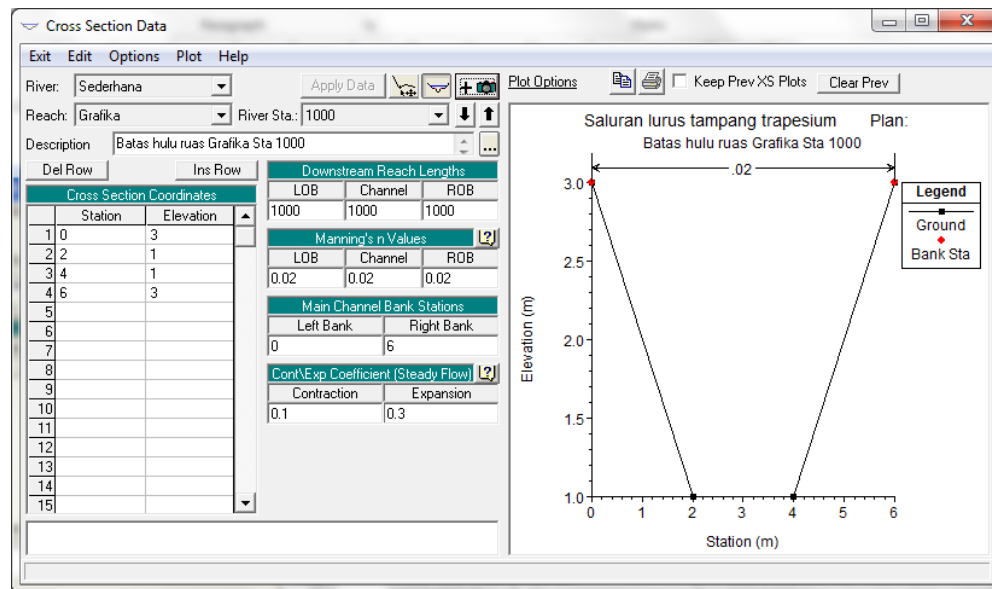 Cross Section Data
Exit Edit Options Plot Help
River: Sederhana Apply Data Plot Options Keep Prev XS Plots Clear Prev
Reach: Grafika River Sta.: 1000
Description Batas hulu ruas Grafika Sta 1000 ...
Del Row Ins Row
Cross Section Coordinates
Station Elevation
1 0 3
2 2 1
3 4 1
4 6 3
5
6
7
8
9
10
11
12
13
14
15
Downstream Reach Lengths
LOB Channel ROB
1000 1000 1000
Manning's n Values
LOB Channel ROB
0.02 0.02 0.02
Main Channel Bank Stations
Left Bank Right Bank
0 6
Cont\Exp Coefficient (Steady Flow)
Contraction Expansion
0.1 0.3
Saluran lurus tampang trapesium Plan:
Batas hulu ruas Grafika Sta 1000
.02
3.0
2.5
2.0
1.5
1.0
Elevation (m)
0 1 2 3 4 5 6
Station (m)
Legend
Ground
Bank Sta